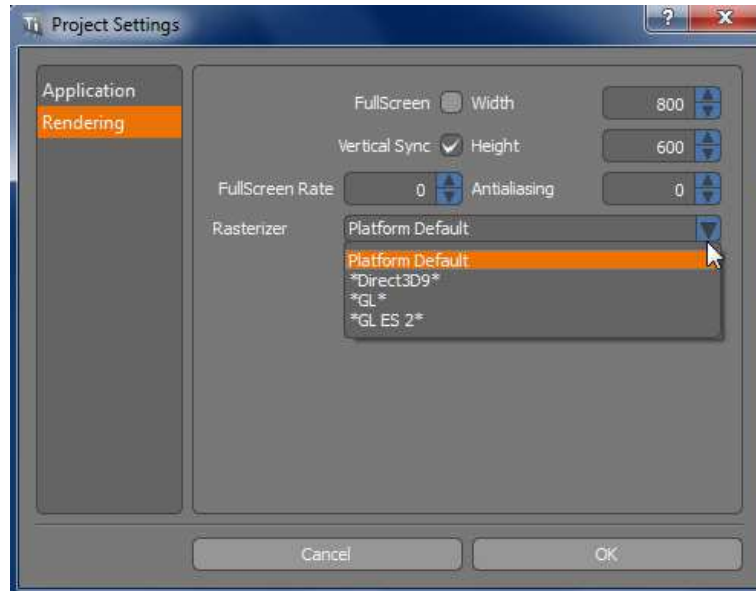 Project Settings
? X
Application
Rendering
FullScreen Width 800
Vertical Sync Height 600
FullScreen Rate 0 Antialiasing 0
Rasterizer Platform Default
Platform Default
*Direct3D9*
*GL*
*GL ES 2*
Cancel OK